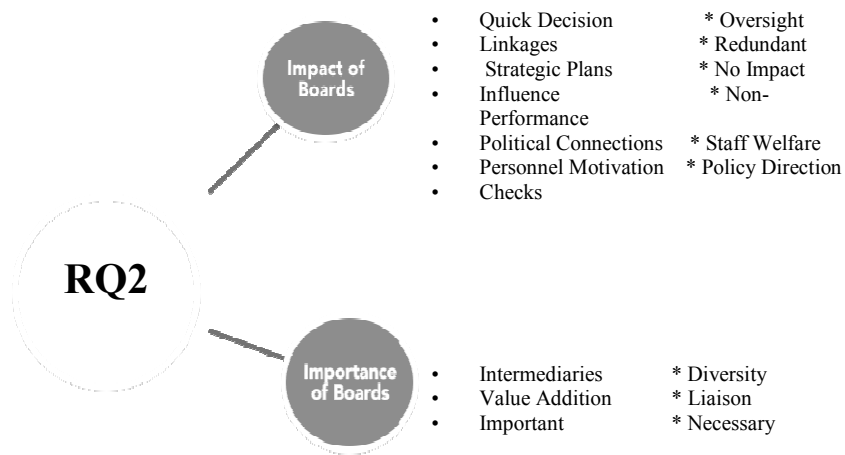 Impact of
Boards
• Quick Decision * Oversight
• Linkages * Redundant
• Strategic Plans * No Impact
• Influence * Non-
Performance
• Political Connections * Staff Welfare
• Personnel Motivation * Policy Direction
• Checks
RQ2
Importance
of Boards
• Intermediaries * Diversity
• Value Addition * Liaison
• Important * Necessary